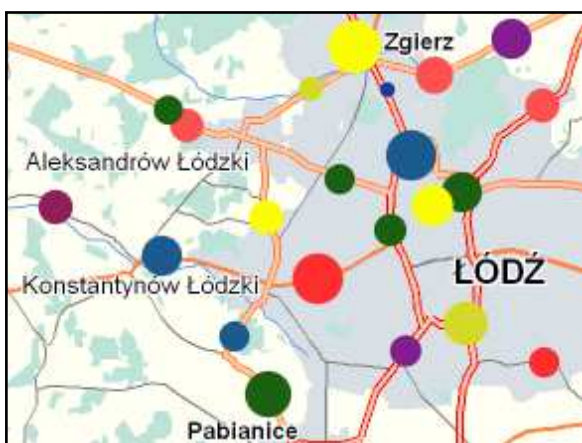 Zgierz
Aleksandrów Łódzki
ŁÓDŹ
Konstantynów Łódzki
Pabianice